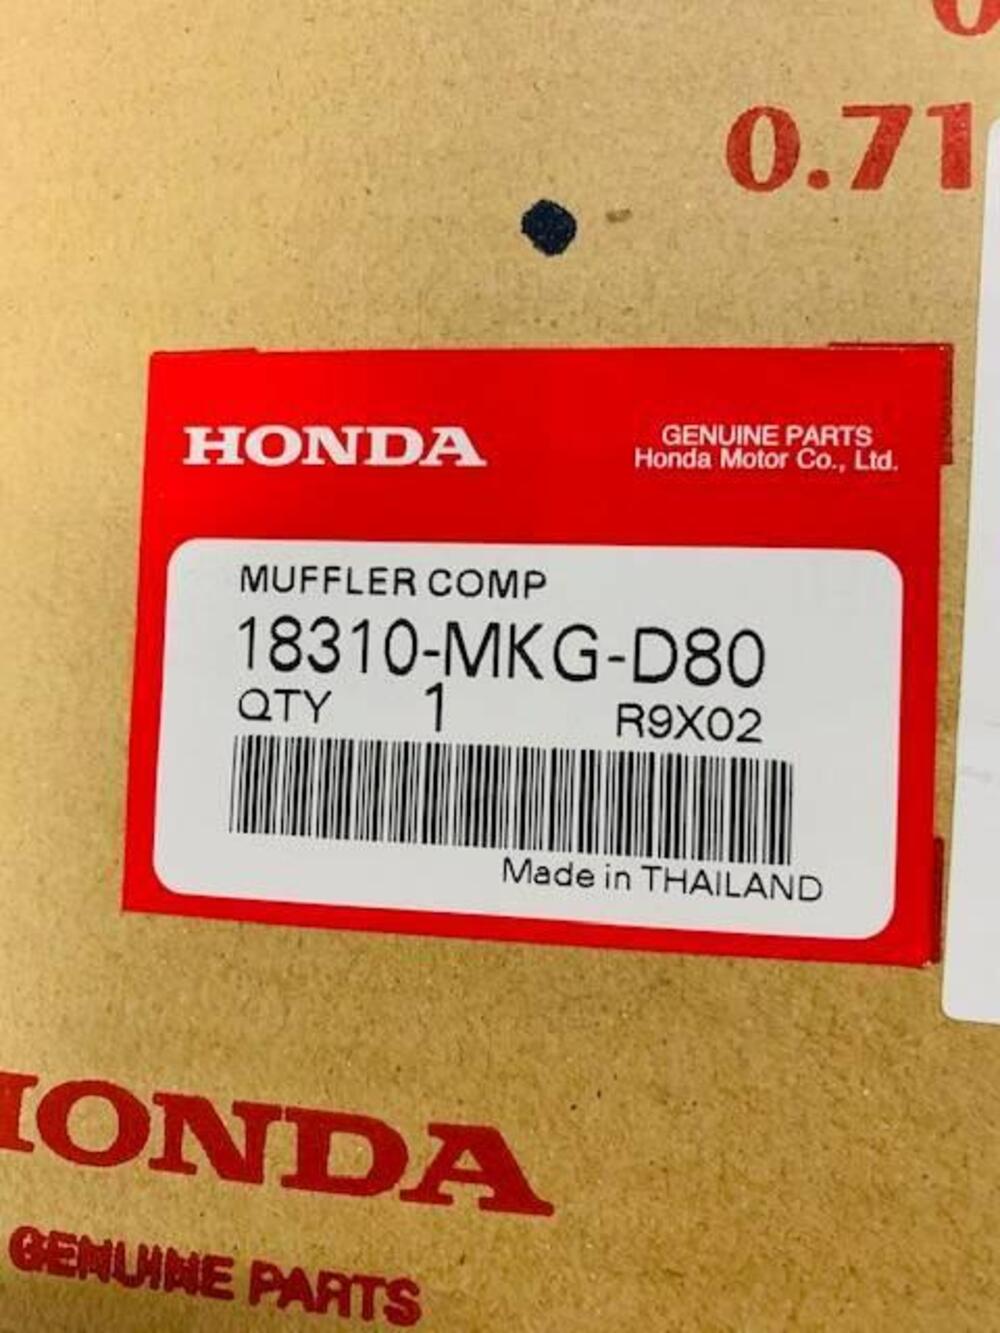 0.71
HONDA
GENUINE PARTS
Honda Motor Co., Ltd.
MUFFLER COMP
18310-MKG-D80
QTY 1 R9X02
Made in THAILAND
HONDA
GENUINE PARTS